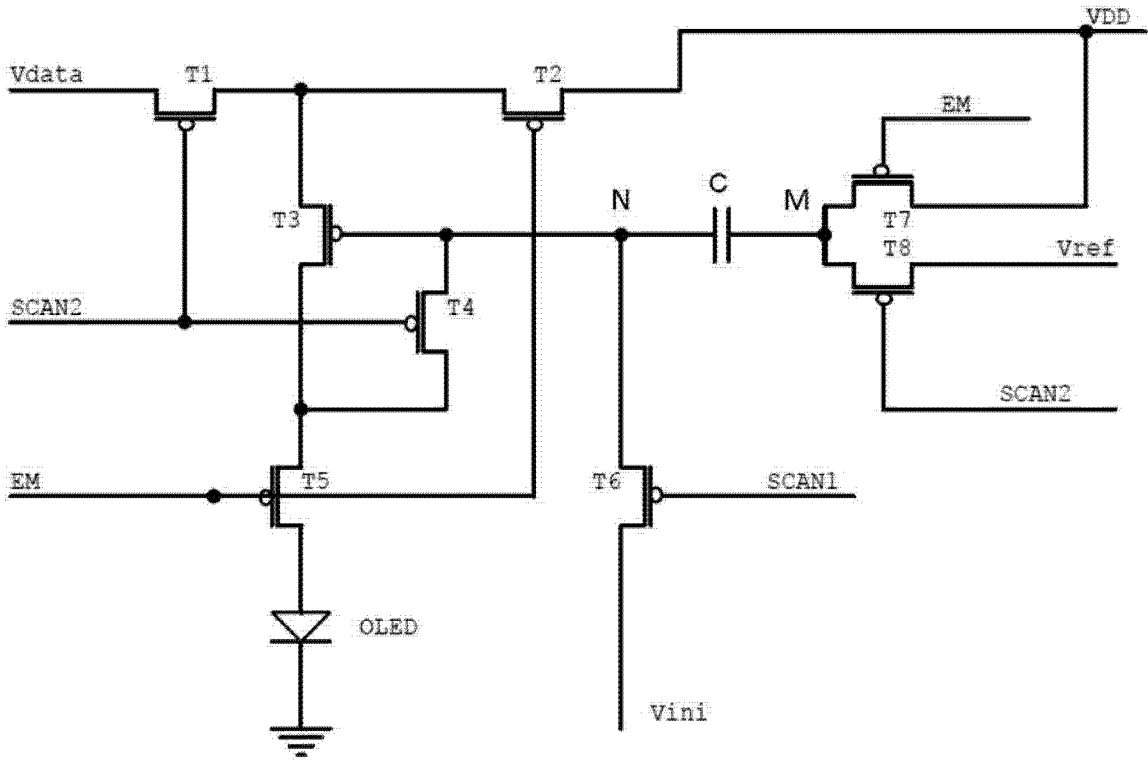 VDD
Vdata
T1
T2
EM
N
C
M
T3
T7
T8
Vref
SCAN2
T4
SCAN2
EM
T5
T6
SCAN1
OLED
Vini